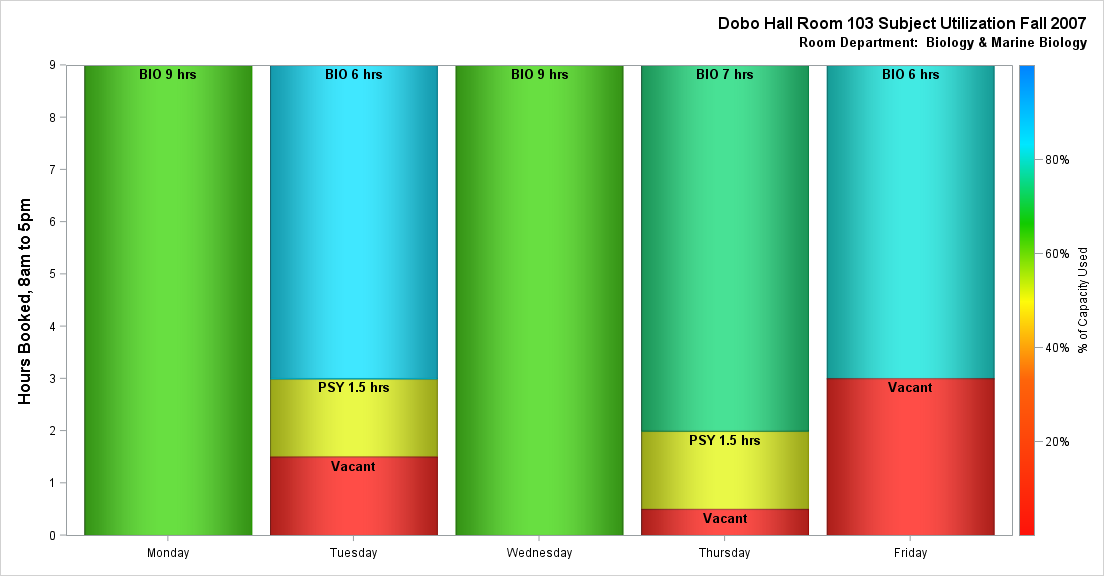 Dobo Hall Room 103 Subject Utilization Fall 2007
Room Department:  Biology & Marine Biology
Hours Booked, 8am to 5pm
9
8
7
6
5
4
3
2
1
0
BIO 9 hrs
BIO 6 hrs
PSY 1.5 hrs
Vacant
BIO 9 hrs
BIO 7 hrs
PSY 1.5 hrs
Vacant
BIO 6 hrs
Vacant
Monday
Tuesday
Wednesday
Thursday
Friday
80%
60%
40%
20%
% of Capacity Used